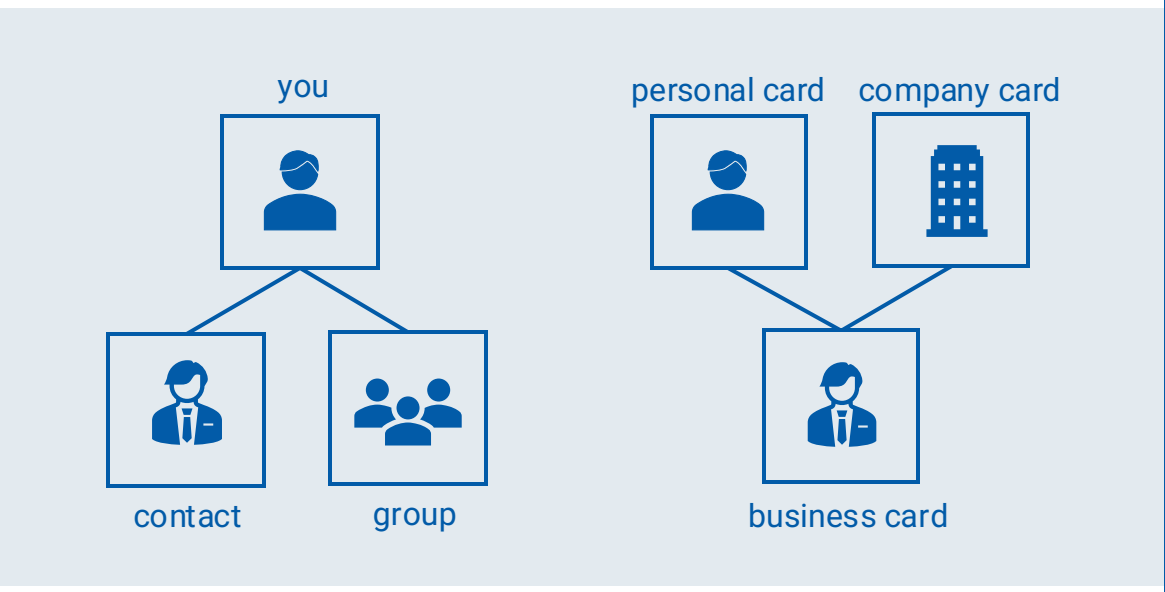 you
personal card
company card
contact
group
business card